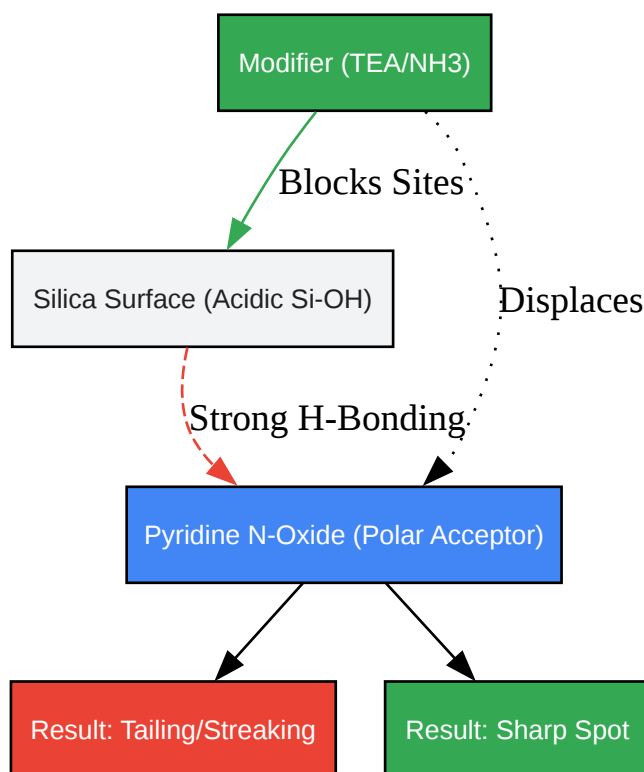 Modifier (TEA/NH3)
Blocks Sites
Silica Surface (Acidic Si-OH)
Displaces
Strong H-Bonding
Pyridine N-Oxide (Polar Acceptor)
Result: Tailing/Streaking
Result: Sharp Spot